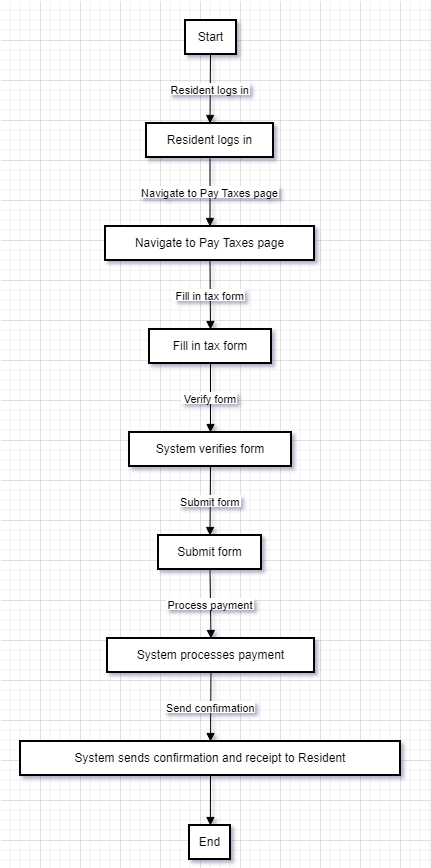 Start
Resident logs in
Resident logs in
Navigate to Pay Taxes page
Navigate to Pay Taxes page
Fill in tax form
Fill in tax form
Verify form
System verifies form
Submit form
Submit form
Process payment
System processes payment
Send confirmation
System sends confirmation and receipt to Resident
End